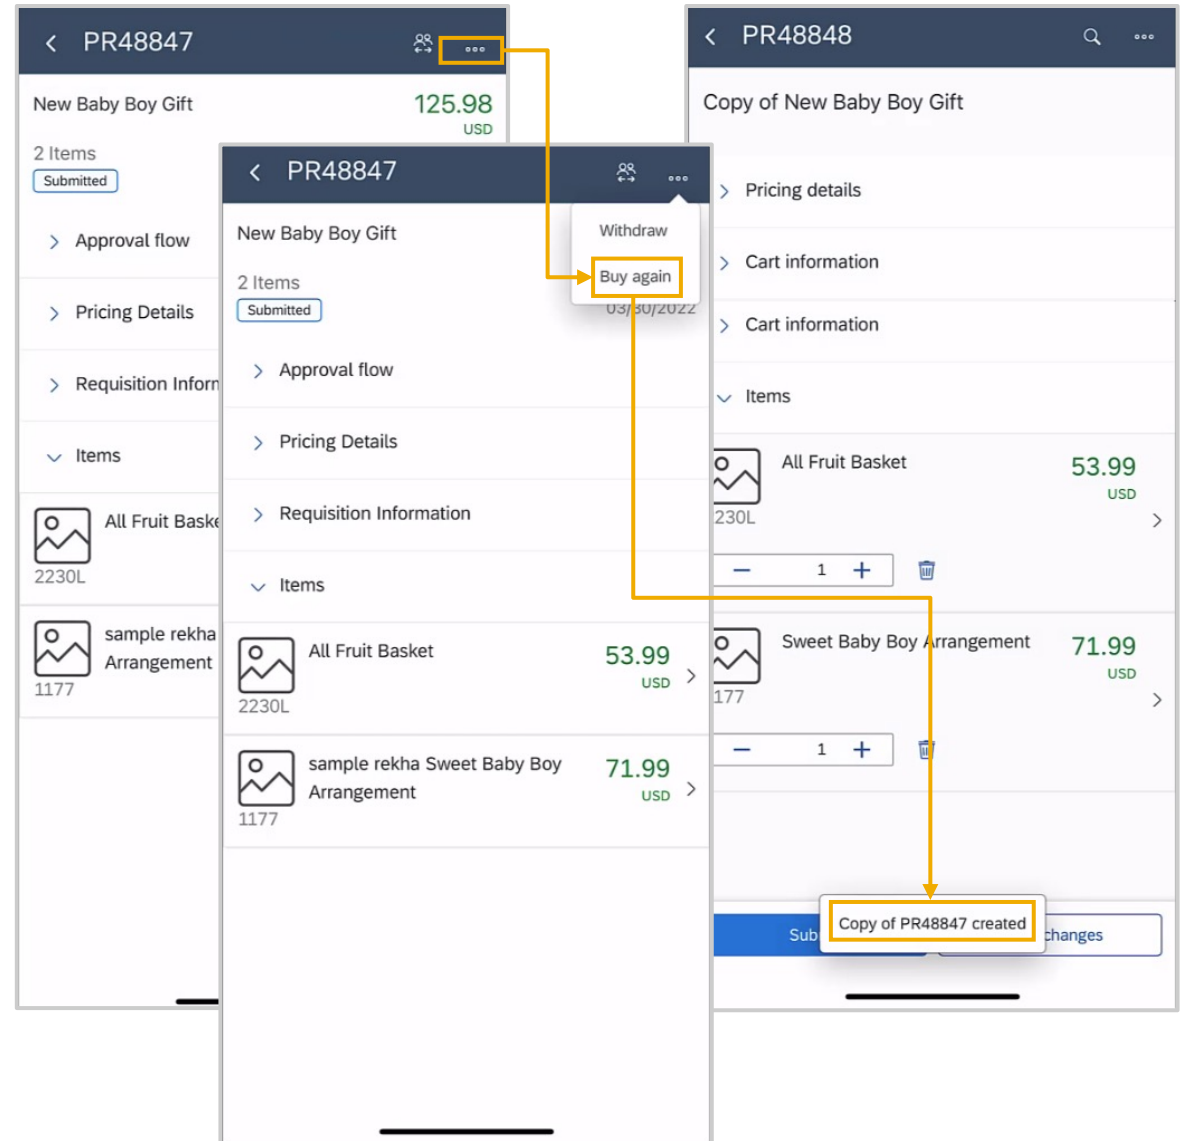 PR48847
New Baby Boy Gift
125.98
USD
2 Items
Submitted
Approval flow
Pricing Details
Requisition Inforn
Items
All Fruit Baske
2230L
sample rekha
Arrangement
1177
PR48847
Withdraw
New Baby Boy Gift
Buy again
2 Items
Submitted
03/30/2022
Approval flow
Pricing Details
Requisition Information
Items
All Fruit Basket
53.99
USD
2230L
sample rekha Sweet Baby Boy
Arrangement
71.99
USD
1177
PR48848
Copy of New Baby Boy Gift
Pricing details
Cart information
Cart information
Items
All Fruit Basket
53.99
USD
230L
1
Sweet Baby Boy Arrangement
71.99
USD
177
1
Copy of PR48847 created
Sub
changes